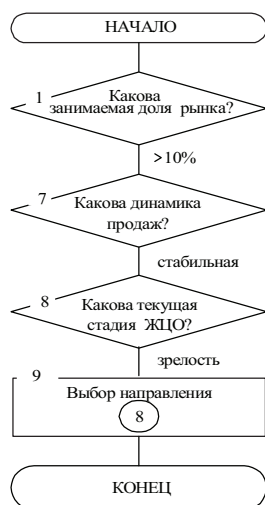 НАЧАЛО
1
Какова
занимаемая доля рынка?
>10%
7
Какова динамика
продаж?
стабильная
8
Какова текущая
стадия ЖЦО?
зрелость
9
Выбор направления
8
КОНЕЦ